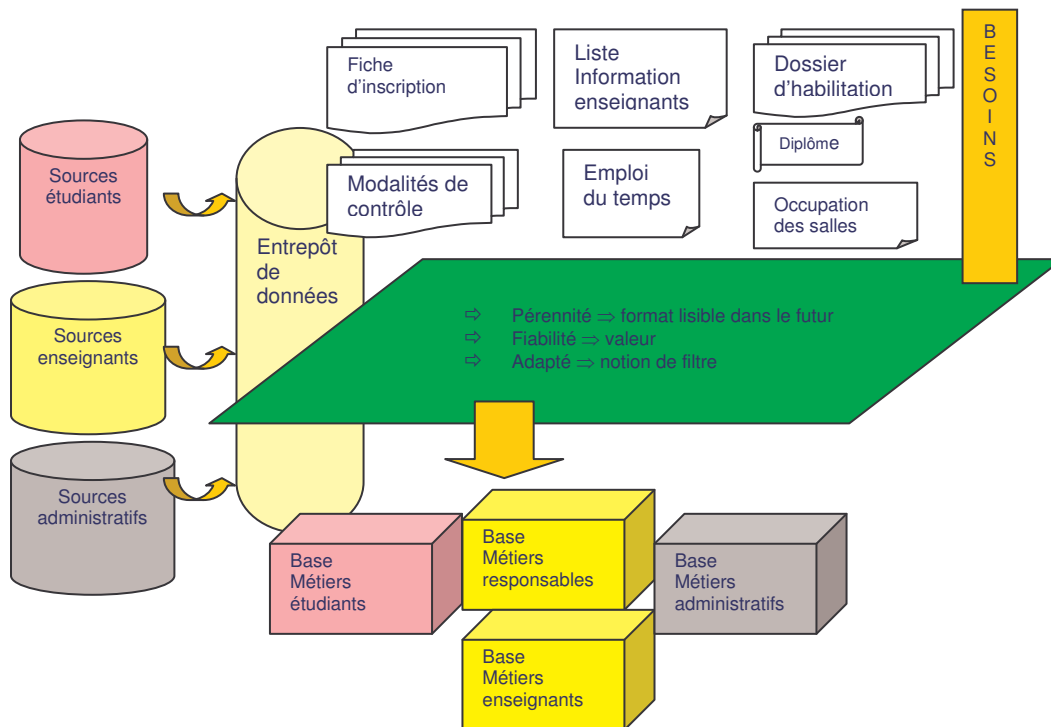 Fiche
d'inscription
Liste
Information
enseignants
Dossier
d'habilitation
Diplôme
BESOINS
Sources
étudiants
Modalités de
contrôle
Emploi
du temps
Occupation
des salles
Entrepôt
de
données
Sources
enseignants
⇨ Pérennité ⇒ format lisible dans le futur
⇨ Fiabilité ⇒ valeur
⇨ Adapté ⇒ notion de filtre
Sources
administratifs
Base
Métiers
étudiants
Base
Métiers
responsables
Base
Métiers
administratifs
Base
Métiers
enseignants